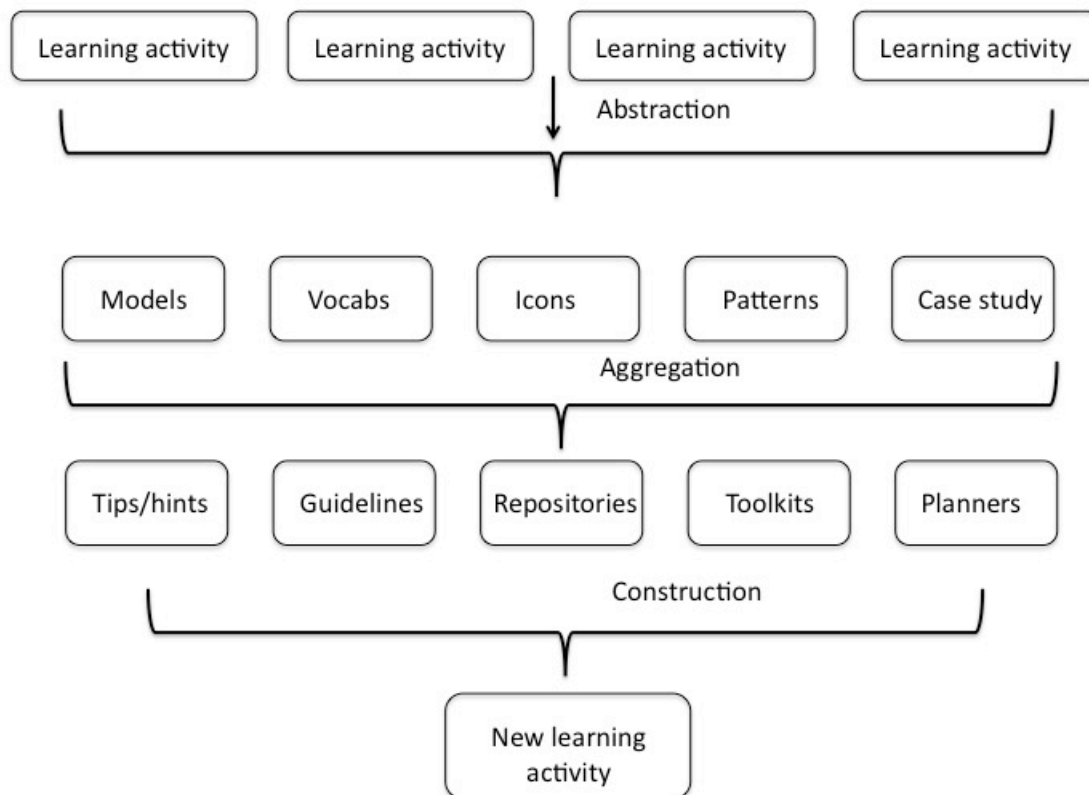 Learning activity
Learning activity
Learning activity
Learning activity
Abstraction
Models
Vocabs
Icons
Patterns
Case study
Aggregation
Tips/hints
Guidelines
Repositories
Toolkits
Planners
Construction
New learning
activity